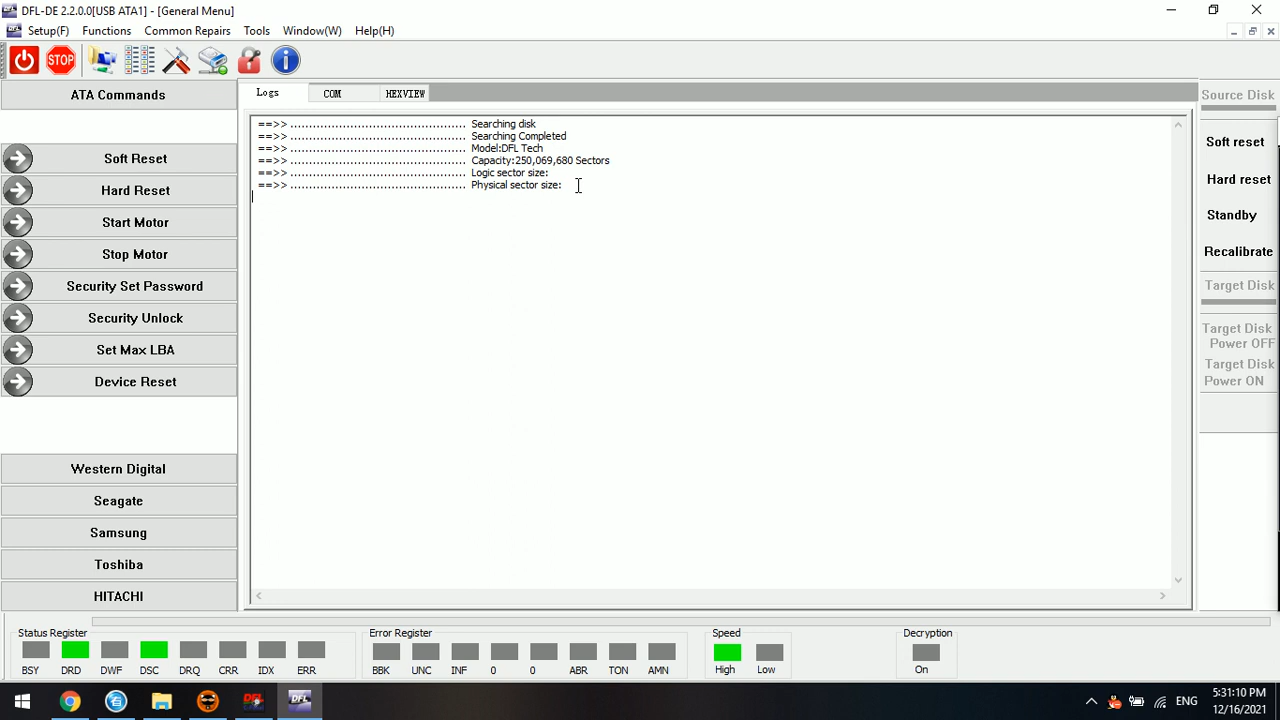 DFL-DE 2.2.0.0[USB ATA1] - [General Menu]
Setup(F) Functions Common Repairs Tools Window(W) Help(H)
STOP
ATA Commands
Soft Reset
Hard Reset
Start Motor
Stop Motor
Security Set Password
Security Unlock
Set Max LBA
Device Reset
Western Digital
Seagate
Samsung
Toshiba
HITACHI
Logs COM HEXVIEW
==>> ............................................... Searching disk
==>> ............................................... Searching Completed
==>> ............................................... Model:DFL Tech
==>> ............................................... Capacity:250,069,680 Sectors
==>> ............................................... Logic sector size:
==>> ............................................... Physical sector size:
Source Disk
Soft reset
Hard reset
Standby
Recalibrate
Target Disk
Target Disk
Power OFF
Target Disk
Power ON
Status Register
BSY DRD DWF DSC DRQ CRR IDX ERR
Error Register
BBK UNC INF 0 0 ABR TON AMN
Speed
High Low
Decryption
On
DFL
ENG
5:31:10 PM
12/16/2021